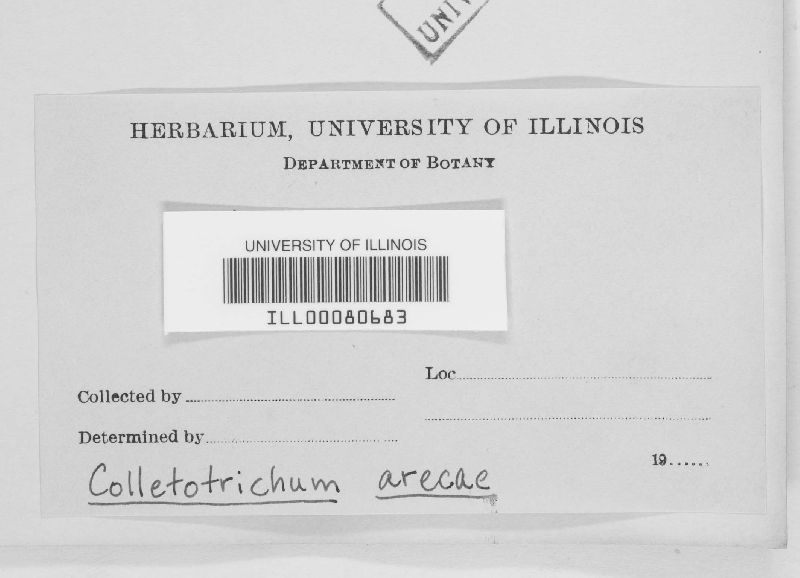 UNIV
HERBARIUM, UNIVERSITY OF ILLINOIS
DEPARTMENT OF BOTANY
UNIVERSITY OF ILLINOIS
ILL00080683
Loc
Collected by
Determined by
19
Colletotrichum arecae